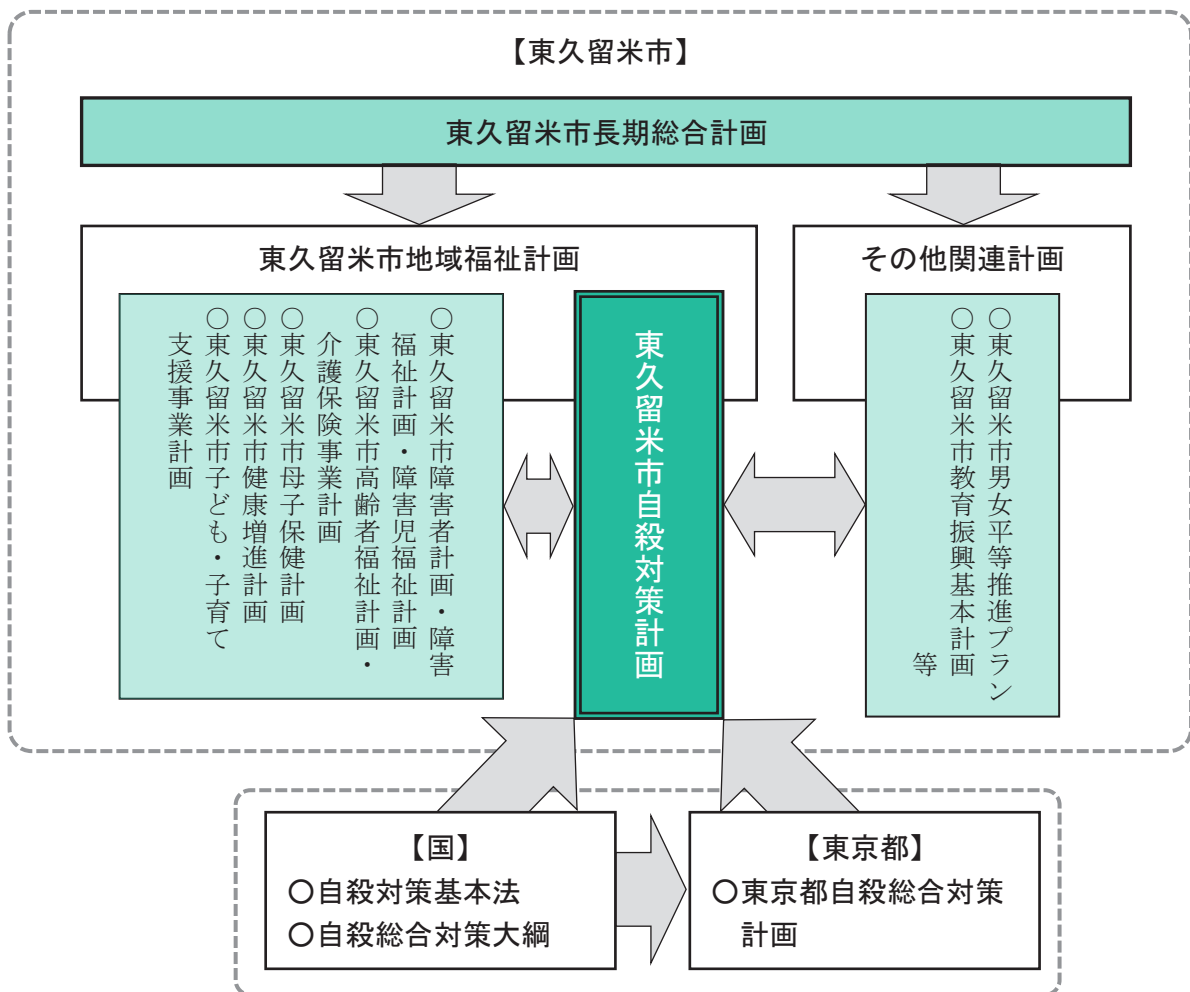 【東久留米市】
東久留米市長期総合計画
東久留米市地域福祉計画
○東久留米市障害者計画・障害
福祉計画・障害児福祉計画
○東久留米市高齢者福祉計画・
介護保険事業計画
○東久留米市母子保健計画
○東久留米市健康増進計画
○東久留米市子ども・子育て
支援事業計画
東久留米市自殺対策計画
その他関連計画
○東久留米市男女平等推進プラン
○東久留米市教育振興基本計画
等
【国】
○自殺対策基本法
○自殺総合対策大綱
【東京都】
○東京都自殺総合対策
計画